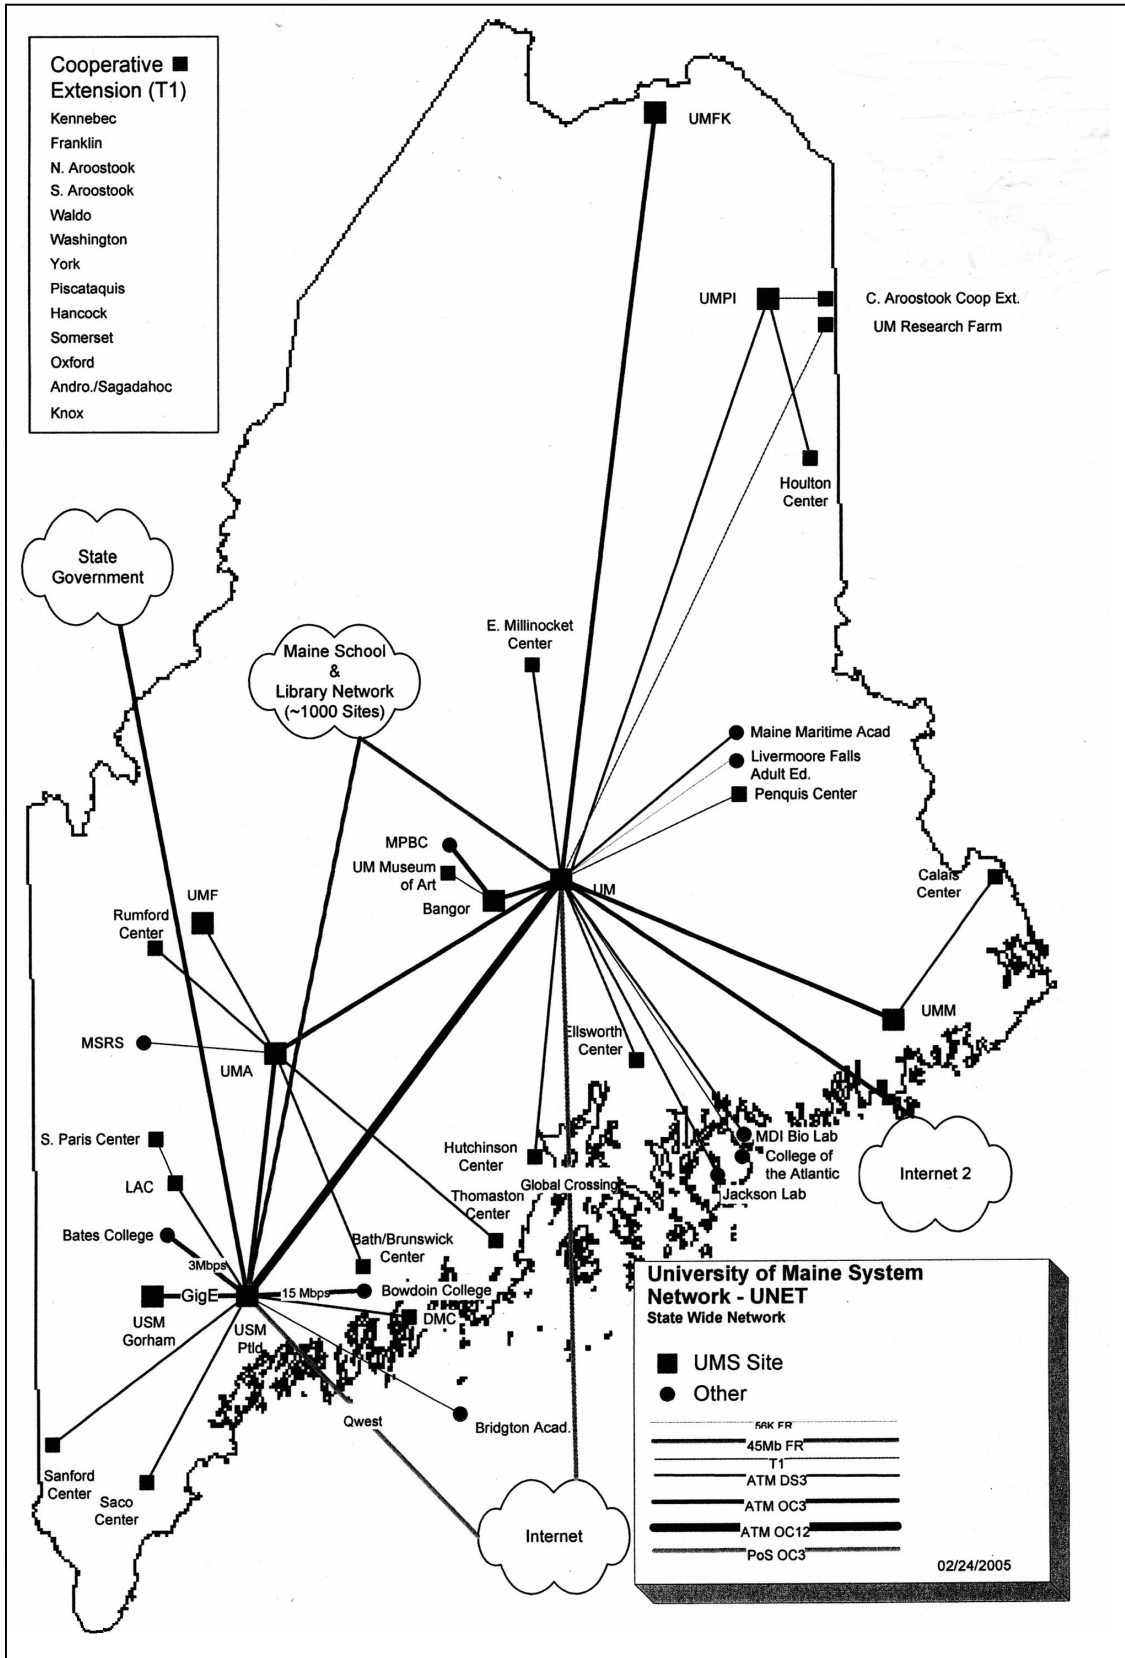 Cooperative
Extension (T1)
Kennebec
Franklin
N. Aroostook
S. Aroostook
Waldo
Washington
York
Piscataquis
Hancock
Somerset
Oxford
Andro./Sagadahoc
Knox
UMFK
UMPI
C. Aroostook Coop Ext.
UM Research Farm
Houlton
Center
State
Government
E. Millinocket
Center
Maine School
&
Library Network
(~1000 Sites)
Maine Maritime Acad
Livermoore Falls
Adult Ed.
Penquis Center
MPBC
UM Museum
of Art
Bangor
UM
Calais
Center
UMF
Rumford
Center
UMM
MSRS
UMA
Ellsworth
Center
S. Paris Center
LAC
Hutchinson
Center
MDI Bio Lab
College of
the Atlantic
Jackson Lab
Internet 2
Global Crossing
Thomaston
Center
Bates College
3Mbps
Bath/Brunswick
Center
GigE
15 Mbps
Bowdoin College
USM
Gorham
USM
Ptld
DMC
Qwest
Bridgton Acad.
Sanford
Center
Saco
Center
Internet
University of Maine System
Network - UNET
State Wide Network
UMS Site
Other
56K FR
45Mb FR
T1
ATM DS3
ATM OC3
ATM OC12
PoS OC3
02/24/2005